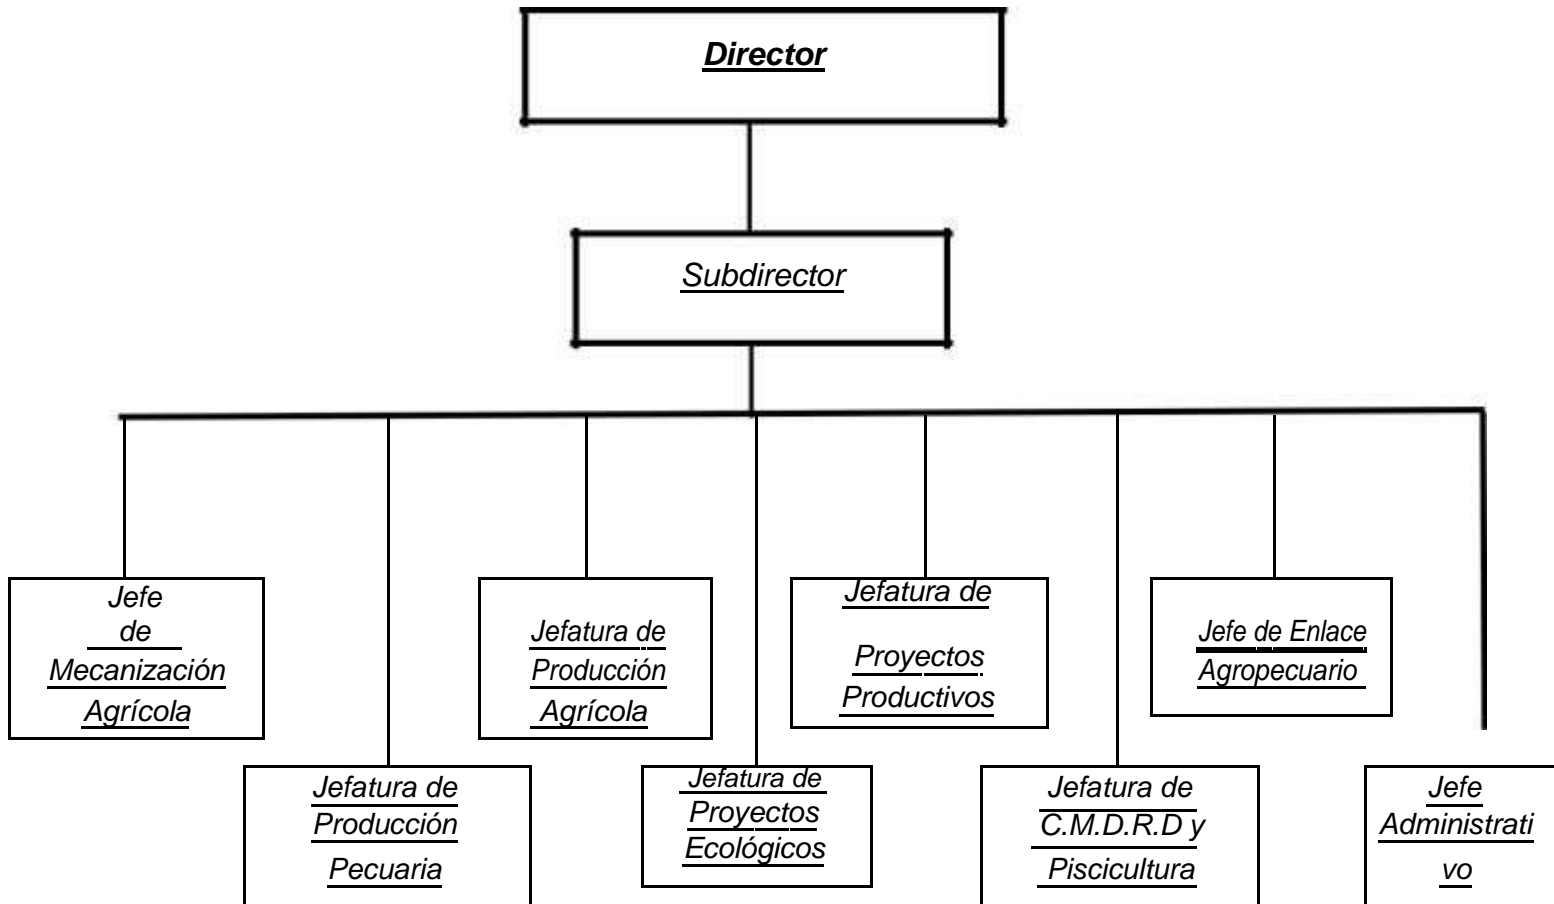 Director
Subdirector
Jefe
de
Mecanización
Agrícola
Jefatura de
Producción
Agrícola
Jefatura de
Proyectos
Productivos
Jefe de Enlace
Agropecuario
Jefatura de
Producción
Pecuaria
Jefatura de
Proyectos
Ecológicos
Jefatura de
C.M.D.R.D y
Piscicultura
Jefe
Administrati
vo